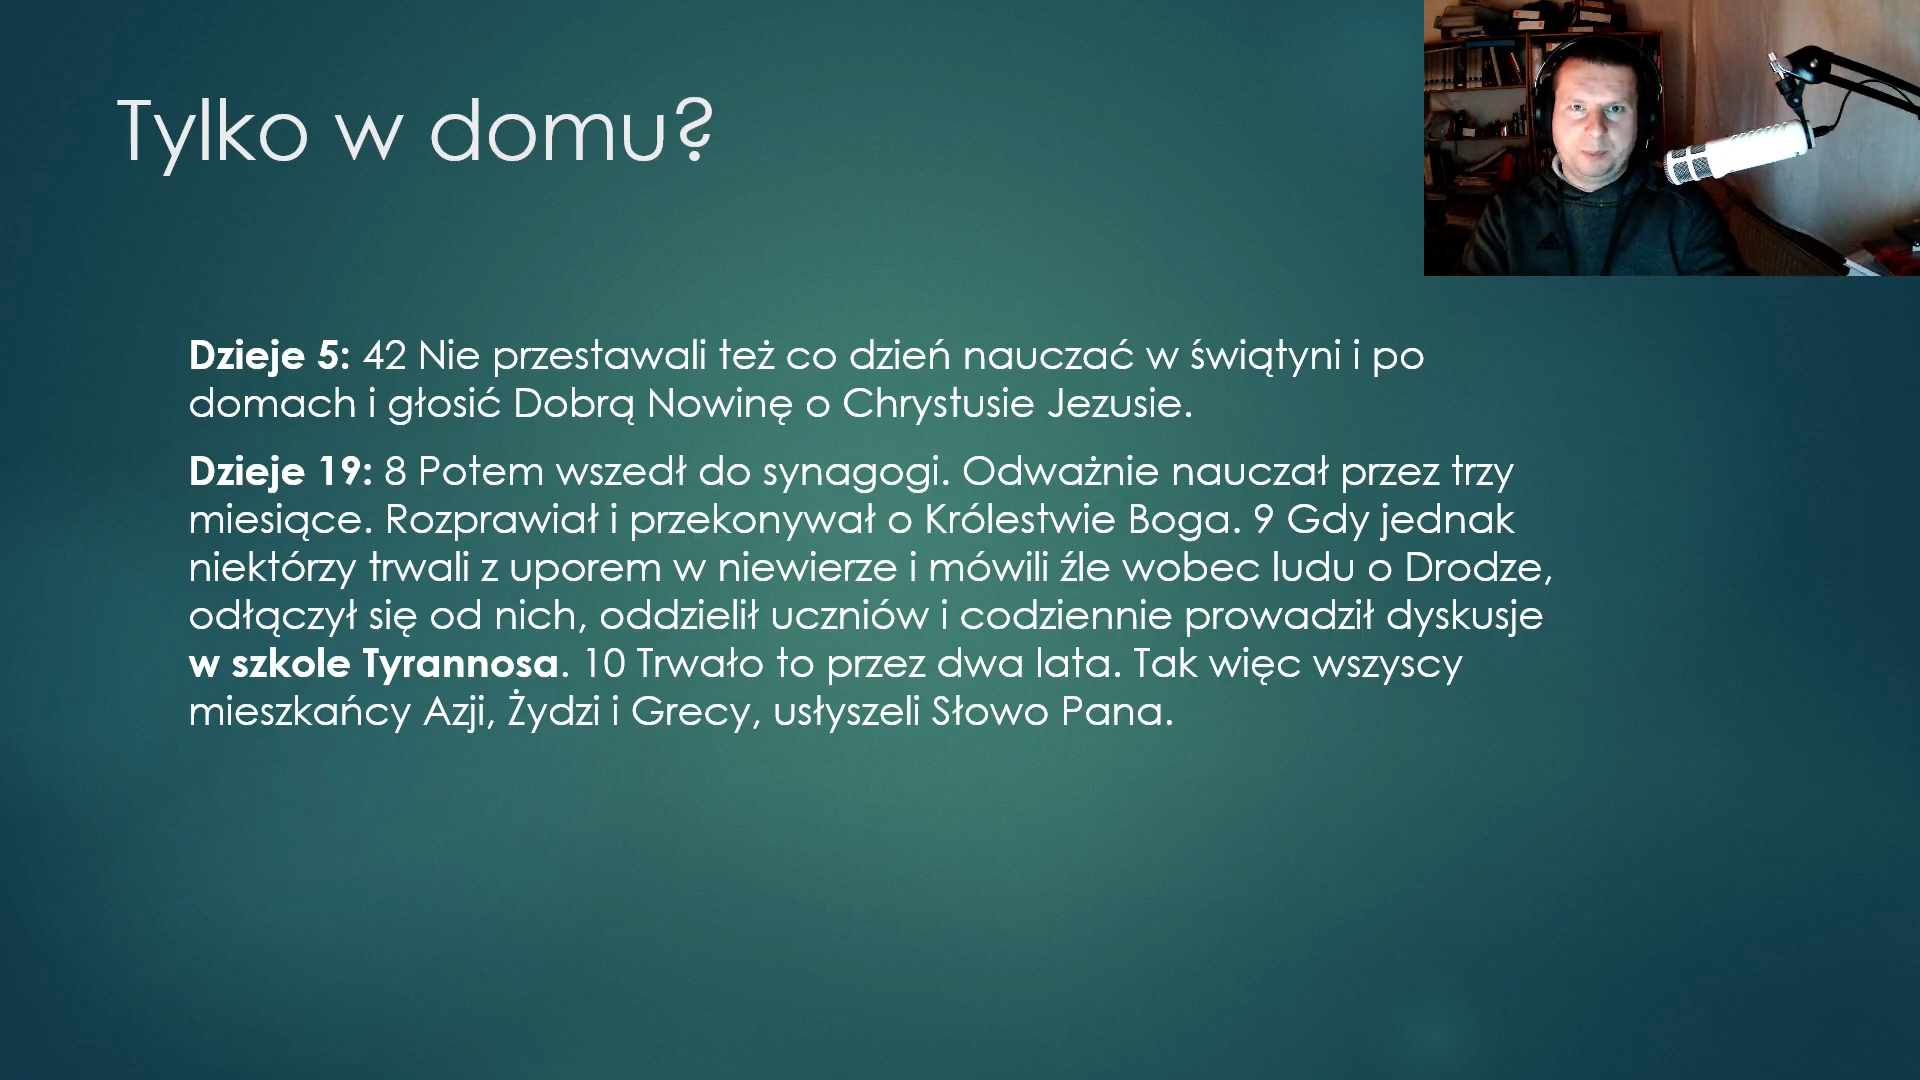 Tylko w domu?
Dzieje 5: 42 Nie przestawali też co dzień nauczać w świątyni i po
domach i głosić Dobrą Nowinę o Chrystusie Jezusie.
Dzieje 19: 8 Potem wszedł do synagogi. Odważnie nauczał przez trzy
miesiące. Rozprawiał i przekonywał o Królestwie Boga. 9 Gdy jednak
niektórzy trwali z uporem w niewierze i mówili źle wobec ludu o Drodze,
odłączył się od nich, oddzielił uczniów i codziennie prowadził dyskusje
w szkole Tyrannosa. 10 Trwało to przez dwa lata. Tak więc wszyscy
mieszkańcy Azji, Żydzi i Grecy, usłyszeli Słowo Pana.